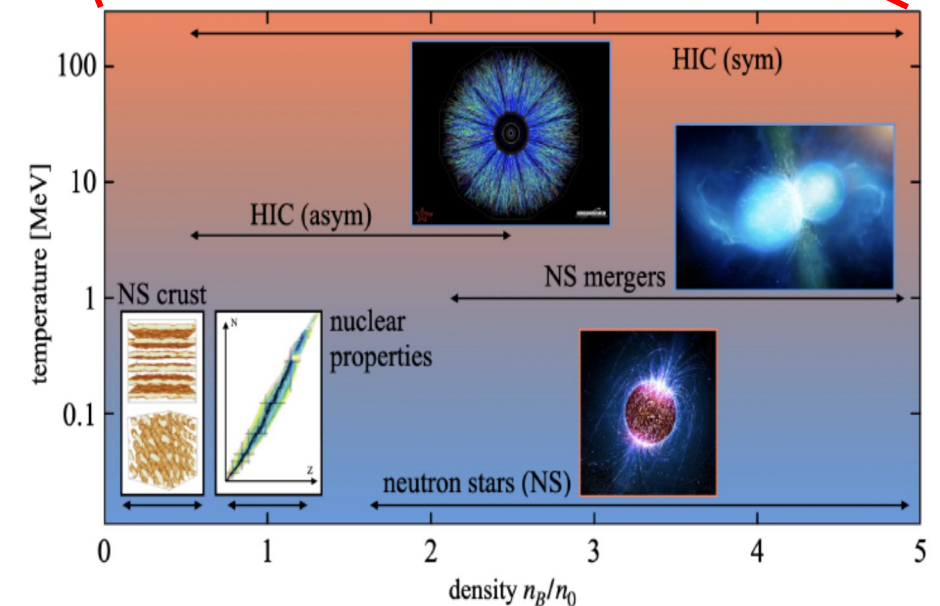 HIC (sym)
100
10
HIC (asym)
NS mergers
1
NS crust
N
nuclear
properties
Z
0.1
neutron stars (NS)
temperature [MeV]
0 1 2 3 4 5
density n_B/n_0